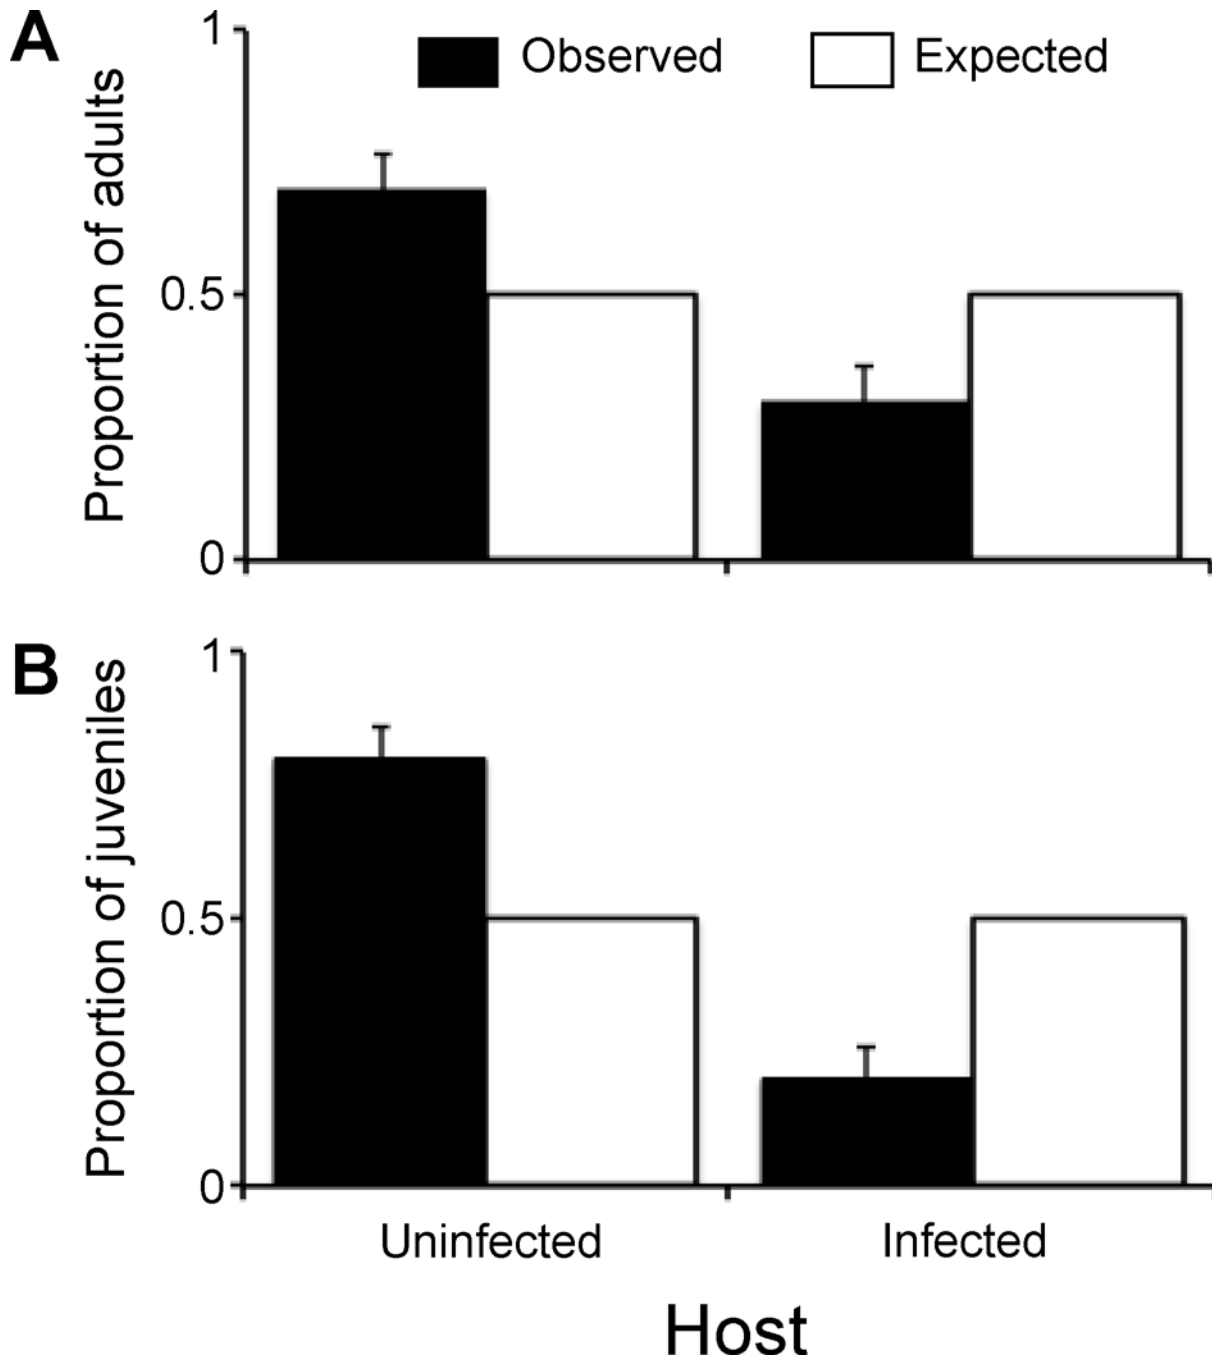 A
Observed
Expected
Proportion of adults
1
0.5
0
B
Proportion of juveniles
1
0.5
0
Uninfected
Infected
Host